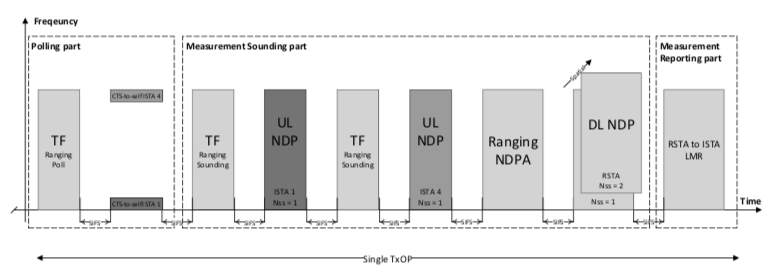 Freqeuncy
Polling part
Measurement Sounding part
Measurement
Reporting part
CTS-to-self ISTA 4
Spatial
TF
Ranging
Poll
TF
Ranging
Sounding
UL
NDP
ISTA 1
Nss = 1
TF
Ranging
Sounding
UL
NDP
ISTA 4
Nss = 1
Ranging
NDPA
DL NDP
RSTA
Nss = 2
Nss = 1
RSTA to ISTA
LMR
CTS-to-self ISTA 1
Time
SIFS
SIFS
SIFS
SIFS
SIFS
SIFS
SIFS
SIFS
Single TxOP